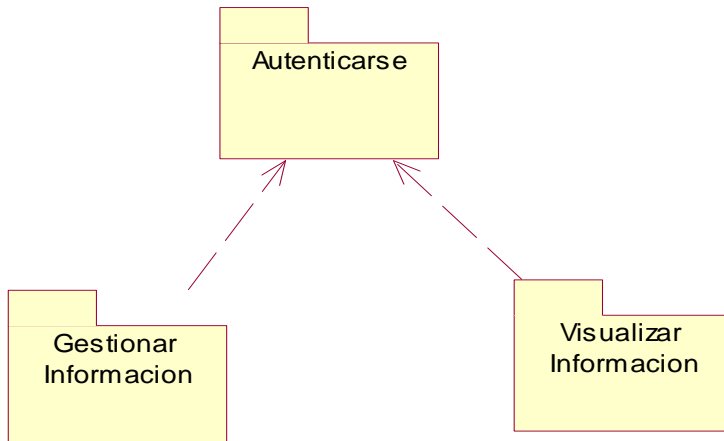 Autenticarse
Gestionar
Informacion
Visualizar
Informacion